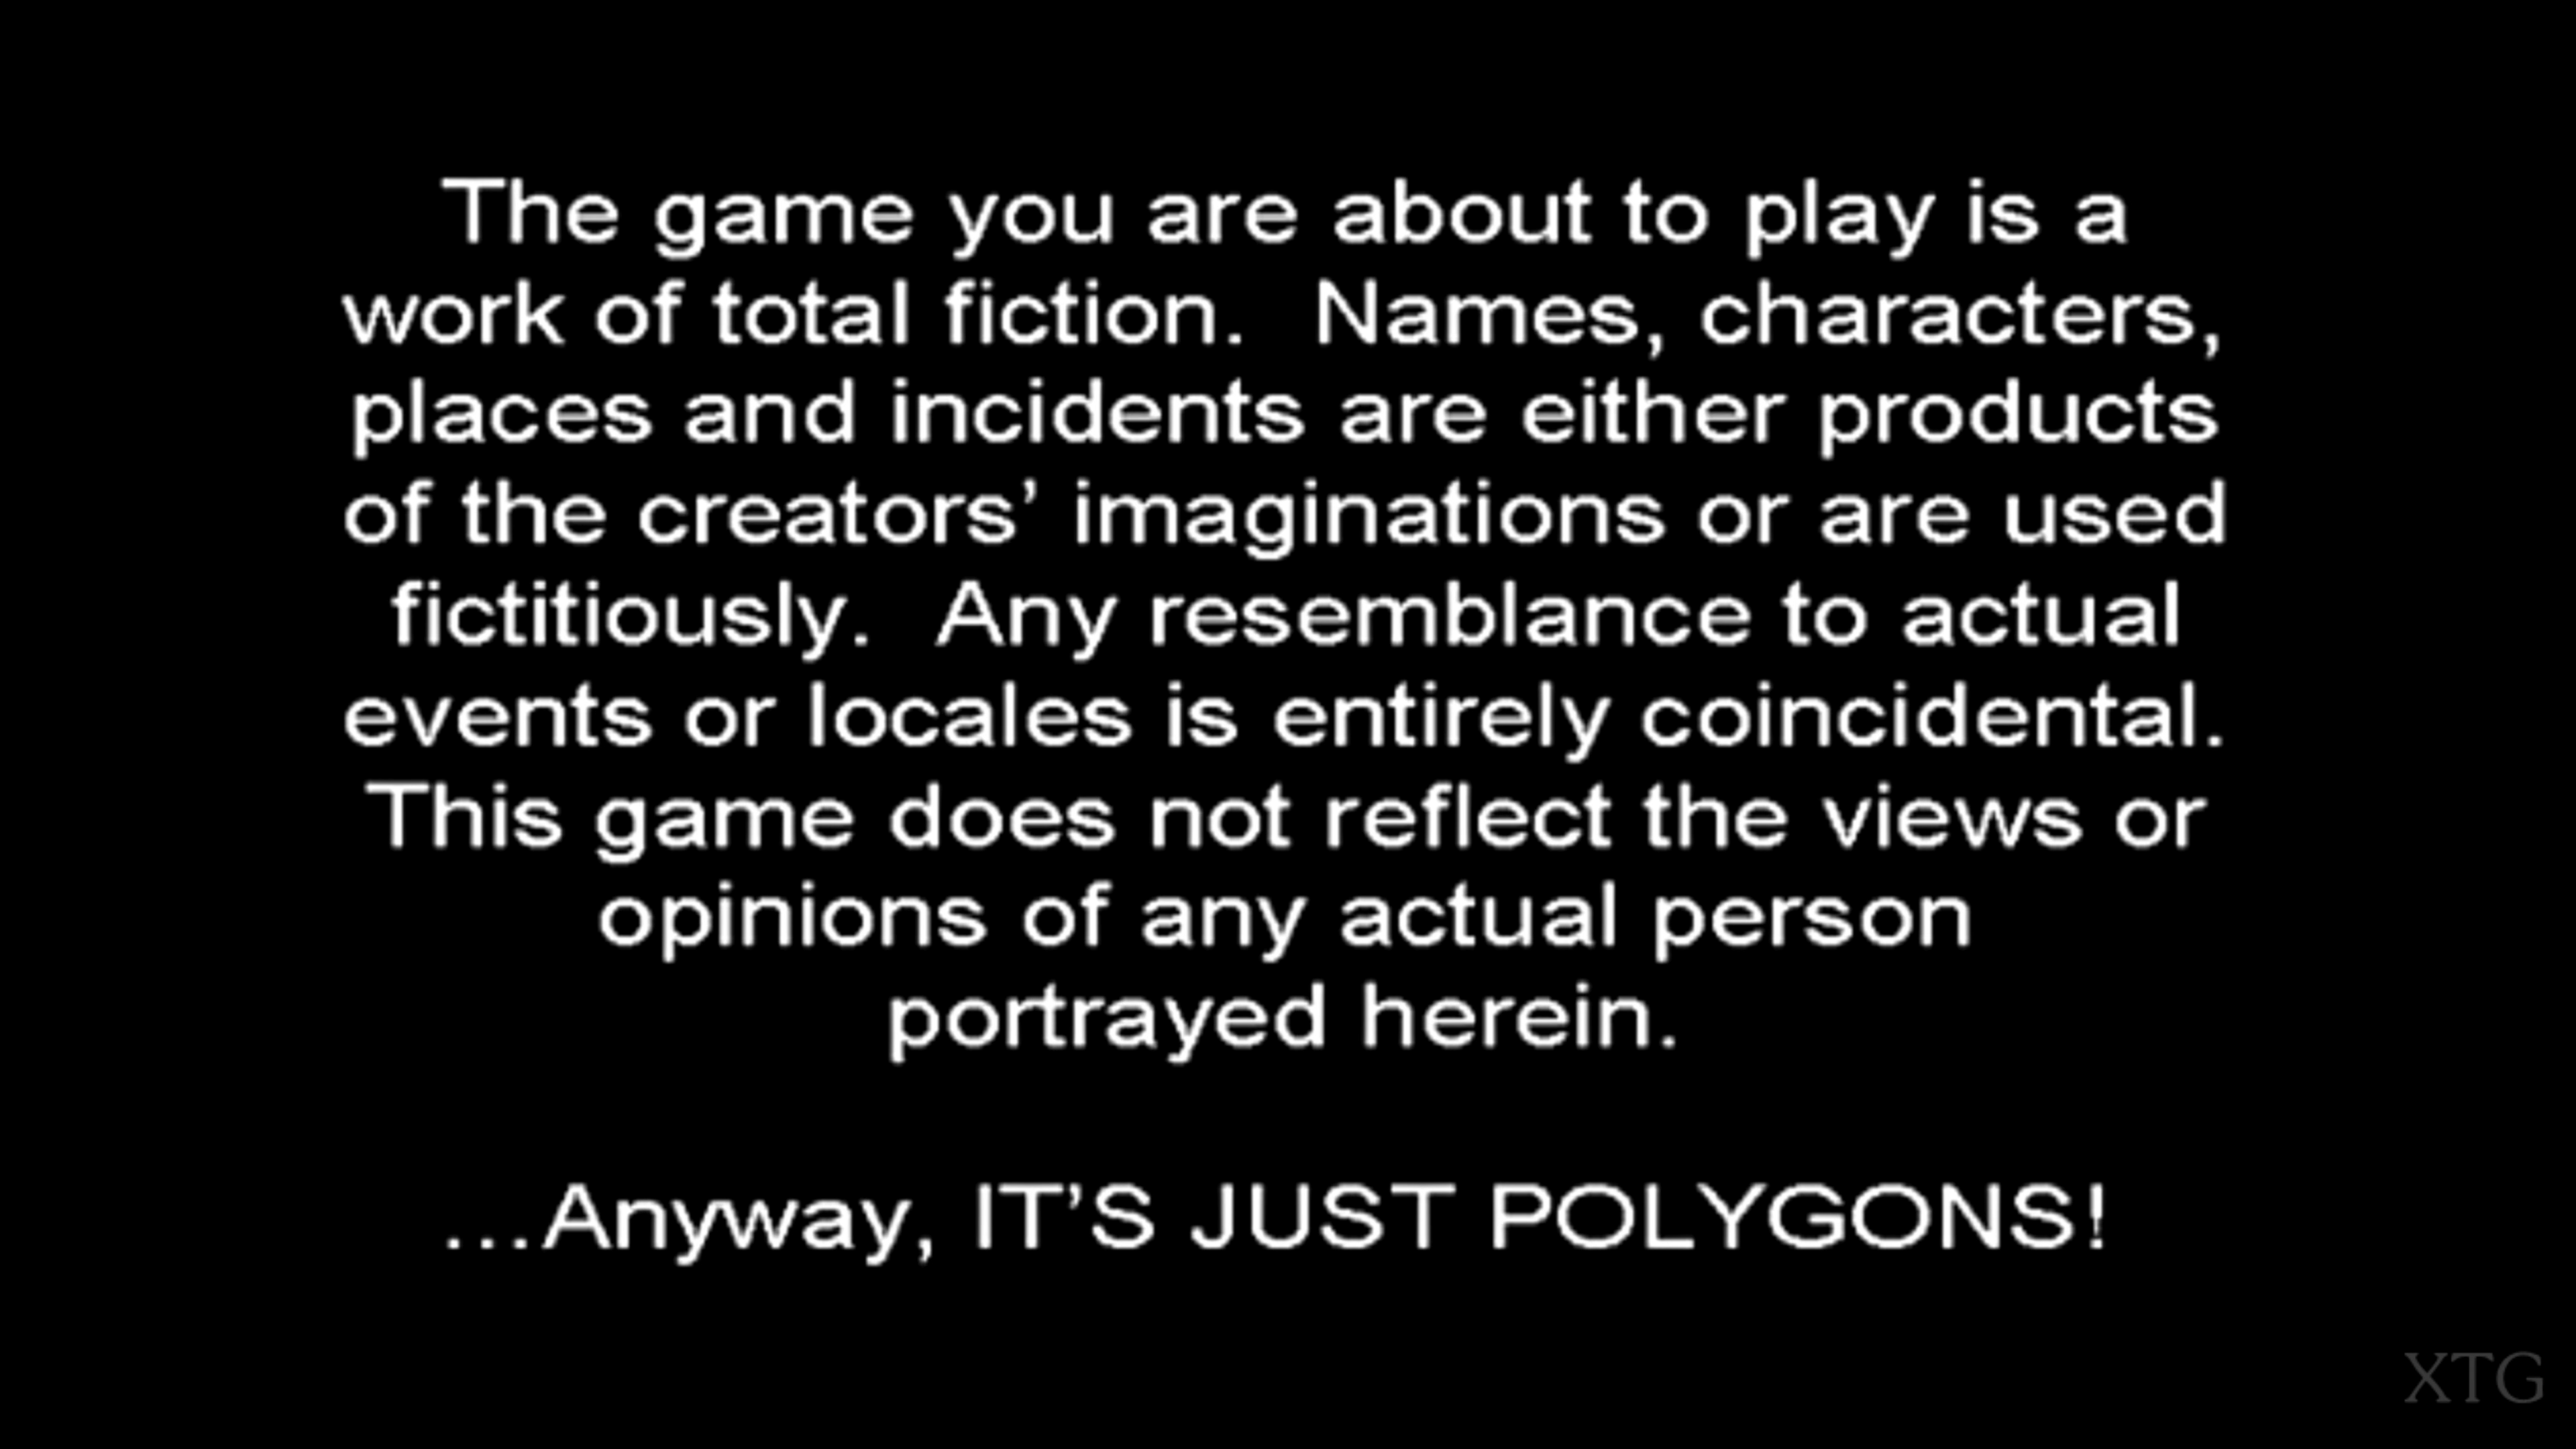 The game you are about to play is a
work of total fiction.  Names, characters,
places and incidents are either products
of the creators’ imaginations or are used
fictitiously.  Any resemblance to actual
events or locales is entirely coincidental.
This game does not reflect the views or
opinions of any actual person
portrayed herein.
...Anyway, IT’S JUST POLYGONS!
XTG